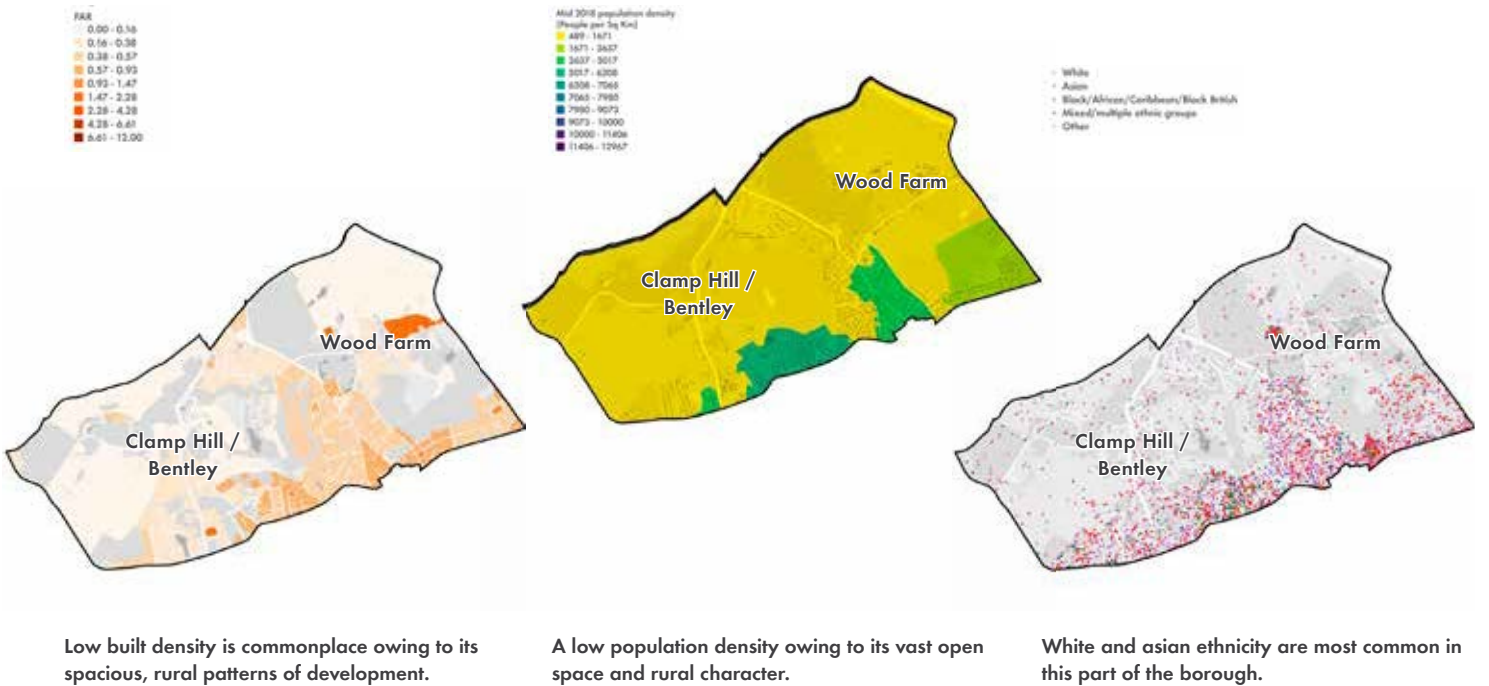 FAR
0.00 - 0.16
0.16 - 0.38
0.38 - 0.57
0.57 - 0.93
0.93 - 1.47
1.47 - 2.28
2.28 - 4.28
4.28 - 6.61
6.61 - 12.00
Wood Farm
Clamp Hill /
Bentley
Low built density is commonplace owing to its
spacious, rural patterns of development.
Mid 2018 population density
(People per Sq Km)
489 - 1671
1671 - 3637
3637 - 5017
5017 - 6308
6308 - 7065
7065 - 7980
7980 - 9073
9073 - 10000
10000 - 11406
11406 - 12967
Wood Farm
Clamp Hill /
Bentley
A low population density owing to its vast open
space and rural character.
White
Asian
Black/African/Caribbean/Black British
Mixed/multiple ethnic groups
Other
Wood Farm
Clamp Hill /
Bentley
White and asian ethnicity are most common in
this part of the borough.